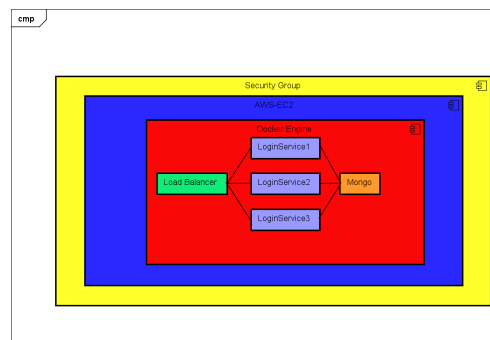 cmp
Security Group
AWS-EC2
Docker Engine
LoginService1
Load Balancer
LoginService2
Mongo
LoginService3